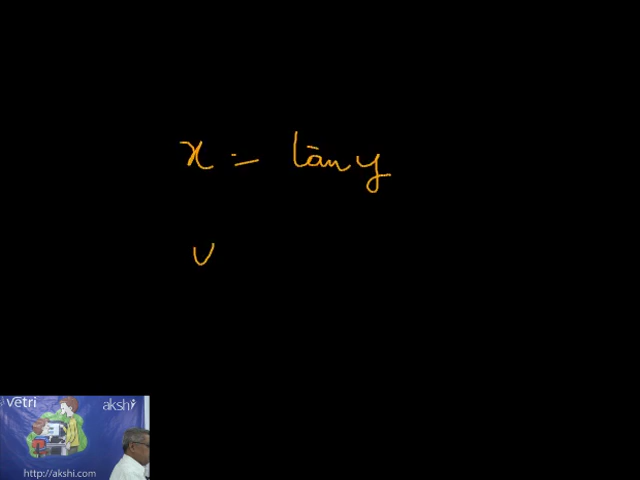 x = tan y
v
vetri
akshi
http://akshi.com